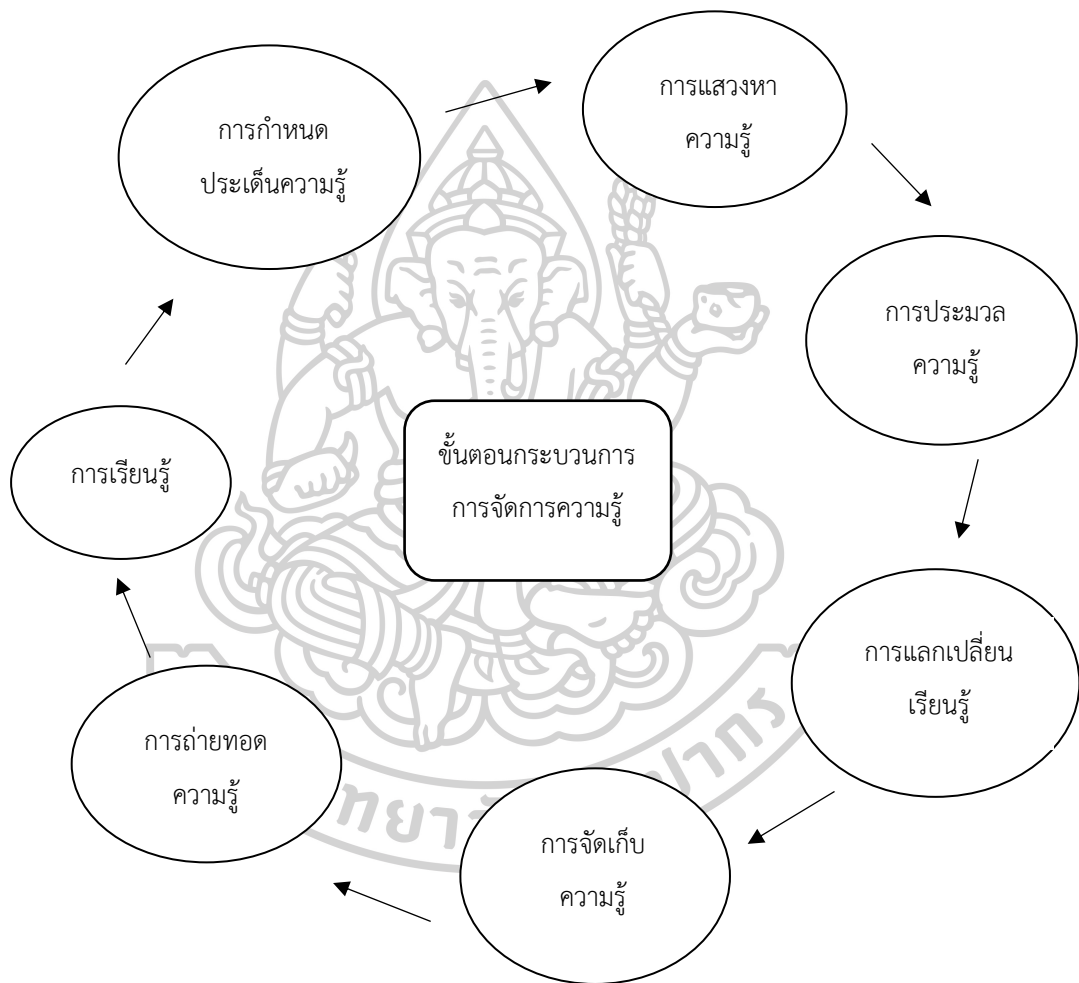 การกำหนด
ประเด็นความรู้
การแสวงหา
ความรู้
การประมวล
ความรู้
การแลกเปลี่ยน
เรียนรู้
การจัดเก็บ
ความรู้
การถ่ายทอด
ความรู้
การเรียนรู้
ขั้นตอนกระบวนการ
การจัดการความรู้